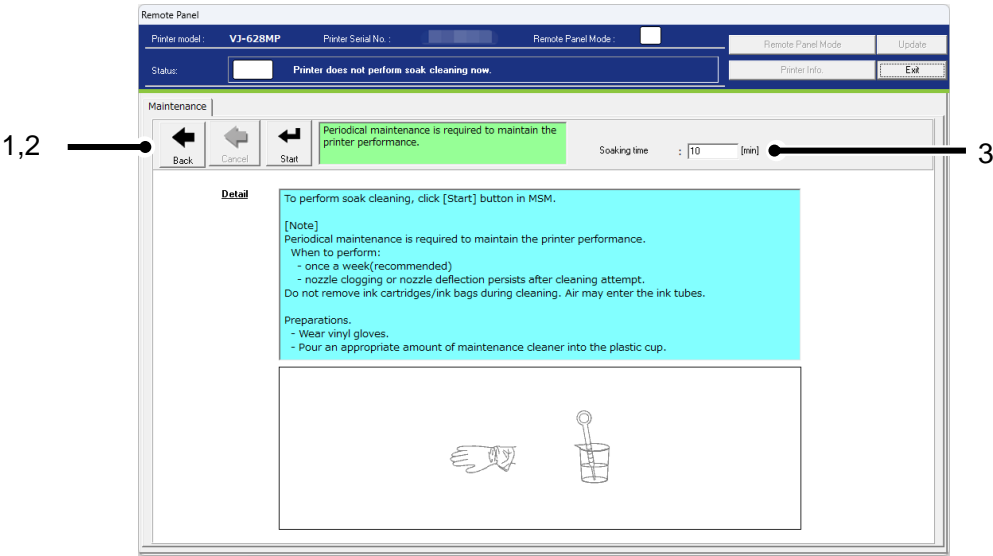 Remote Panel
Printer model : VJ-628MP Printer Serial No. : Remote Panel Mode :
Remote Panel Mode Update
Status: Printer does not perform soak cleaning now.
Printer Info. Exit
Maintenance
1,2
Back Cancel Start
Periodical maintenance is required to maintain the
printer performance.
Soaking time : 10 [min]
3
Detail
To perform soak cleaning, click [Start] button in MSM.
[Note]
Periodical maintenance is required to maintain the printer performance.
When to perform:
- once a week(recommended)
- nozzle clogging or nozzle deflection persists after cleaning attempt.
Do not remove ink cartridges/ink bags during cleaning. Air may enter the ink tubes.
Preparations.
- Wear vinyl gloves.
- Pour an appropriate amount of maintenance cleaner into the plastic cup.